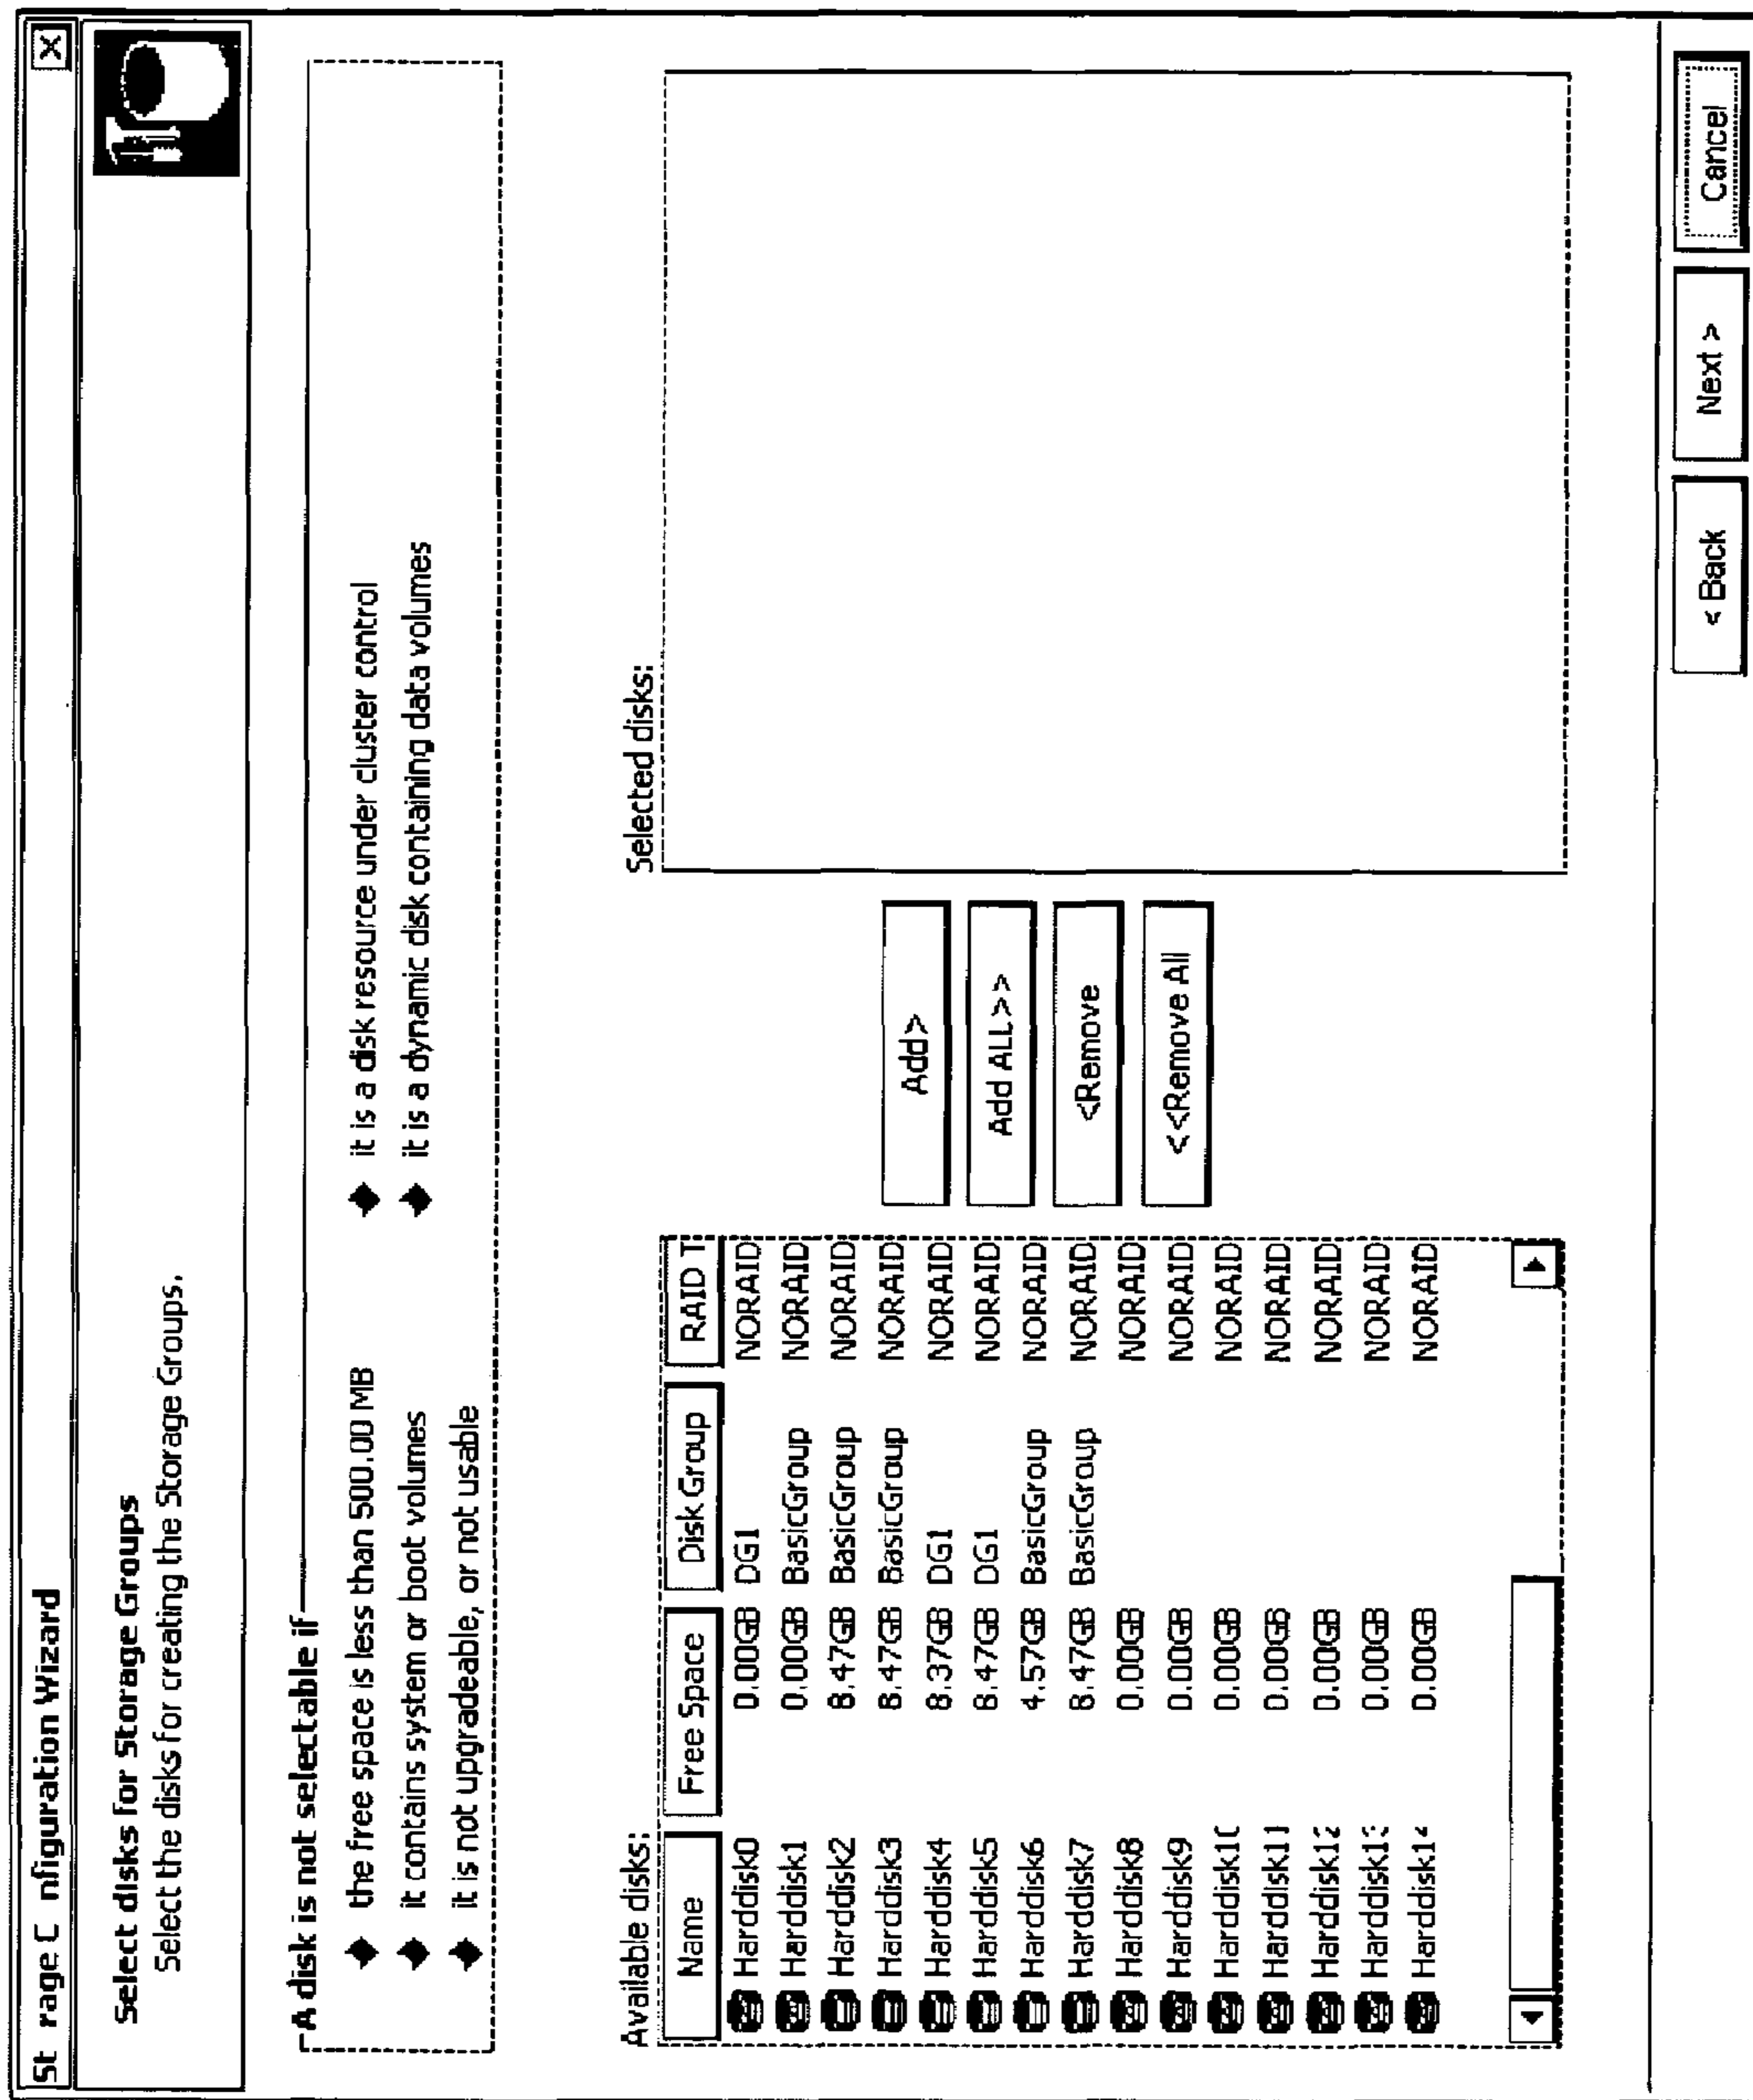 St rage C nfiguration Wizard
X
Select disks for Storage Groups
Select the disks for creating the Storage Groups.
A disk is not selectable if
the free space is less than 500.00 MB
it is a disk resource under cluster control
it contains system or boot volumes
it is a dynamic disk containing data volumes
it is not upgradeable, or not usable
Available disks:
Selected disks:
Name Free Space Disk Group RAID T
Harddisk0 0.00GB DG1 NORAID
Harddisk1 0.00GB BasicGroup NORAID
Harddisk2 8.47GB BasicGroup NORAID
Harddisk3 8.47GB BasicGroup NORAID
Harddisk4 8.37GB DG1 NORAID
Harddisk5 8.47GB DG1 NORAID
Harddisk6 4.57GB BasicGroup NORAID
Harddisk7 8.47GB BasicGroup NORAID
Harddisk8 0.00GB NORAID
Harddisk9 0.00GB NORAID
Harddisk10 0.00GB NORAID
Harddisk11 0.00GB NORAID
Harddisk12 0.00GB NORAID
Harddisk13 0.00GB NORAID
Harddisk14 0.00GB NORAID
Add>
Add ALL>>
<Remove
<<Remove All
< Back
Next >
Cancel